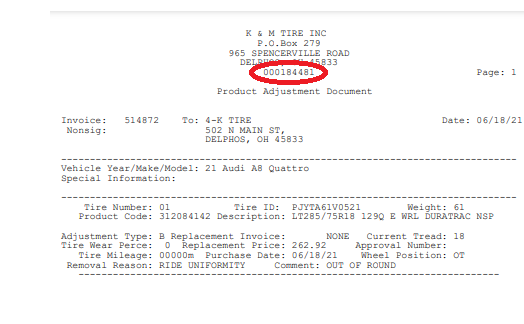 K & M TIRE INC
P.O.Box 279
965 SPENCERVILLE ROAD
DELPHOS, OH 45833
000184481
Page: 1
Product Adjustment Document
Invoice: 514872 To: 4-K TIRE Date: 06/18/21
Nonsig: 502 N MAIN ST,
DELPHOS, OH 45833
Vehicle Year/Make/Model: 21 Audi A8 Quattro
Special Information:
Tire Number: 01 Tire ID: PJYTA61V0521 Weight: 61
Product Code: 312084142 Description: LT285/75R18 129Q E WRL DURATRAC NSP
Adjustment Type: B Replacement Invoice: NONE Current Tread: 18
Tire Wear Perce: 0 Replacement Price: 262.92 Approval Number:
Tire Mileage: 00000m Purchase Date: 06/18/21 Wheel Position: OT
Removal Reason: RIDE UNIFORMITY Comment: OUT OF ROUND